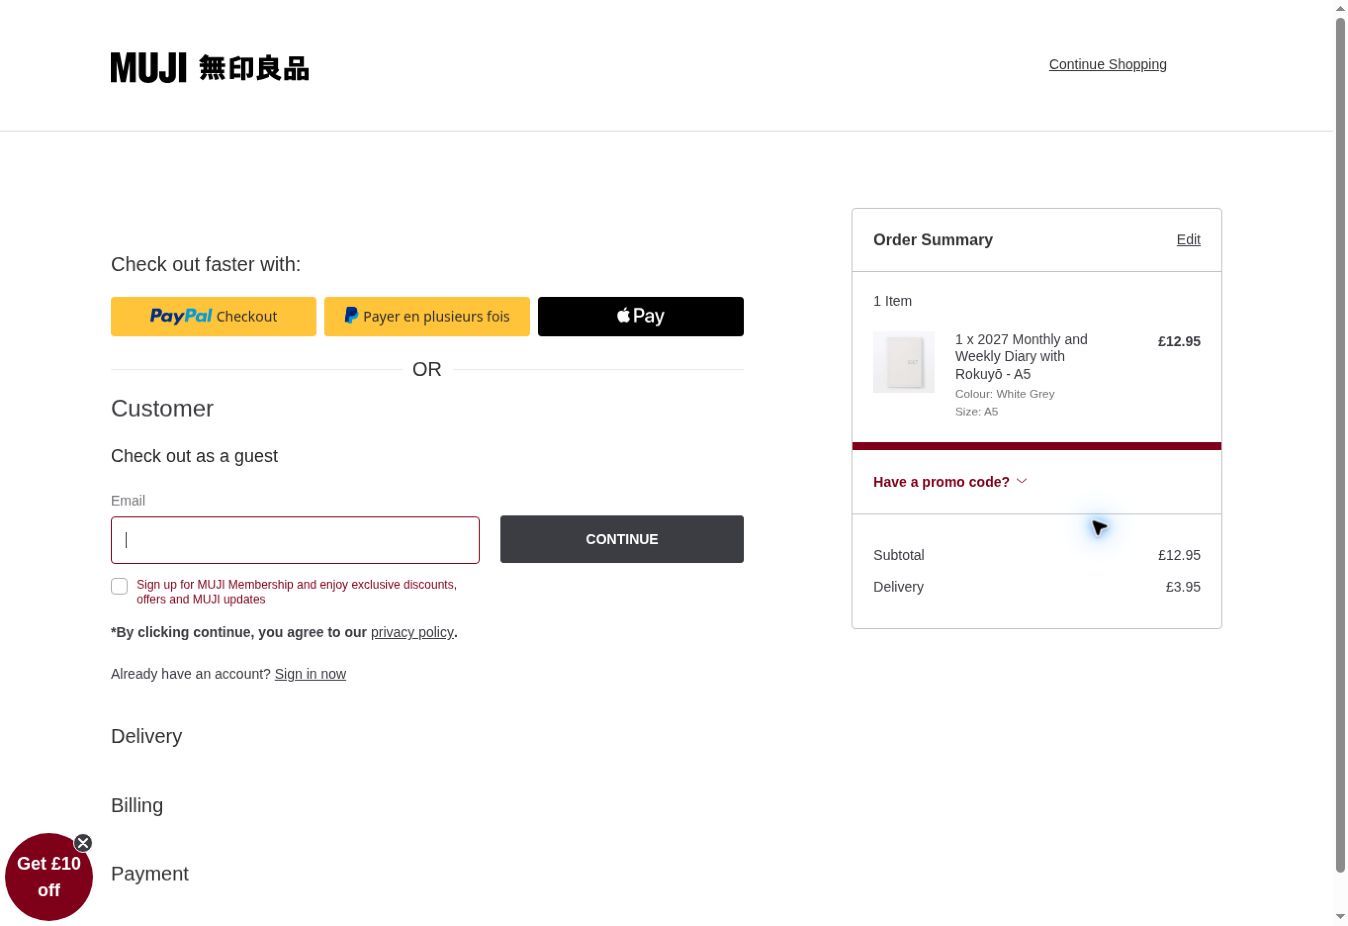 MUJI 無印良品
Continue Shopping
Check out faster with:
PayPal Checkout
Payer en plusieurs fois
Pay
OR
Customer
Check out as a guest
Email
CONTINUE
Sign up for MUJI Membership and enjoy exclusive discounts,
offers and MUJI updates
*By clicking continue, you agree to our privacy policy.
Already have an account? Sign in now
Delivery
Billing
Payment
Get £10
off
Order Summary
Edit
1 Item
1 x 2027 Monthly and
£12.95
Weekly Diary with
Rokuyō - A5
Colour: White Grey
Size: A5
Have a promo code?
Subtotal
£12.95
Delivery
£3.95